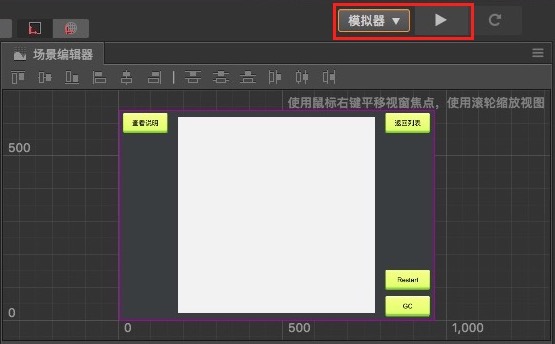 模拟器
场景编辑器
使用鼠标右键平移视窗焦点，使用滚轮缩放视图
查看说明
返回列表
500
Restart
GC
0
0
500
1,000